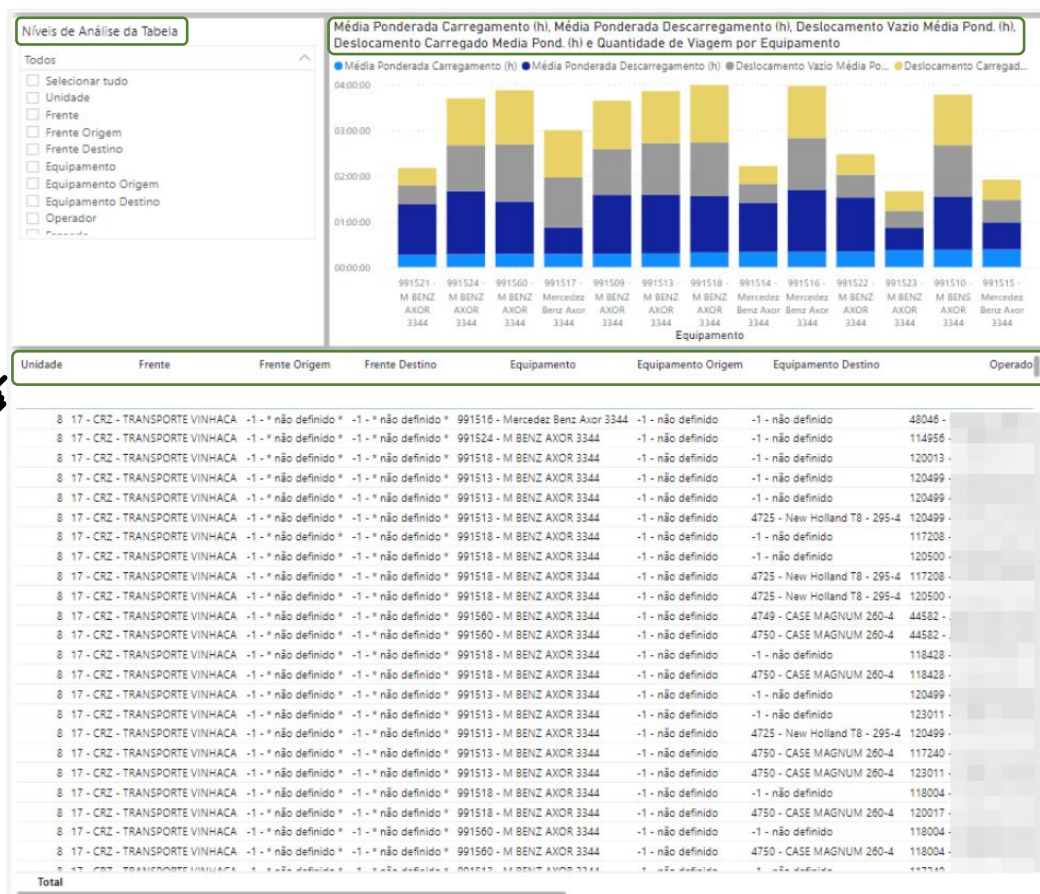 Níveis de Análise da Tabela
Todos
Selecionar tudo
Unidade
Frente
Frente Origem
Frente Destino
Equipamento
Equipamento Origem
Equipamento Destino
Operador
Média Ponderada Carregamento (h), Média Ponderada Descarregamento (h), Deslocamento Vazio Média Pond. (h),
Deslocamento Carregado Media Pond. (h) e Quantidade de Viagem por Equipamento
Média Ponderada Carregamento (h) Média Ponderada Descarregamento (h) Deslocamento Vazio Média Po... Deslocamento Carregad...
04:00:00
03:00:00
02:00:00
01:00:00
00:00:00
991521 - 991524 - 991560 - 991517 - 991509 - 991513 - 991518 - 991514 - 991516 - 991522 - 991523 - 991510 - 991515 -
M BENZ M BENZ M BENZ Mercedez M BENZ M BENZ M BENZ Mercedez Mercedez M BENZ M BENZ M BENS Mercedez
AXOR AXOR AXOR Benz Axor AXOR AXOR AXOR Benz Axor Benz Axor AXOR AXOR AXOR Benz Axor
3344 3344 3344 3344 3344 3344 3344 3344 3344 3344 3344 3344 3344
Equipamento
Unidade Frente Frente Origem Frente Destino Equipamento Equipamento Origem Equipamento Destino Operado
8 17 - CRZ - TRANSPORTE VINHACA -1 - * não definido * -1 - * não definido * 991516 - Mercedez Benz Axor 3344 -1 - não definido -1 - não definido 48046 -
8 17 - CRZ - TRANSPORTE VINHACA -1 - * não definido * -1 - * não definido * 991524 - M BENZ AXOR 3344 -1 - não definido -1 - não definido 114956 -
8 17 - CRZ - TRANSPORTE VINHACA -1 - * não definido * -1 - * não definido * 991518 - M BENZ AXOR 3344 -1 - não definido -1 - não definido 120013 -
8 17 - CRZ - TRANSPORTE VINHACA -1 - * não definido * -1 - * não definido * 991513 - M BENZ AXOR 3344 -1 - não definido -1 - não definido 120499 -
8 17 - CRZ - TRANSPORTE VINHACA -1 - * não definido * -1 - * não definido * 991513 - M BENZ AXOR 3344 -1 - não definido -1 - não definido 120499 -
8 17 - CRZ - TRANSPORTE VINHACA -1 - * não definido * -1 - * não definido * 991513 - M BENZ AXOR 3344 -1 - não definido 4725 - New Holland T8 - 295-4 120499 -
8 17 - CRZ - TRANSPORTE VINHACA -1 - * não definido * -1 - * não definido * 991518 - M BENZ AXOR 3344 -1 - não definido -1 - não definido 117208 -
8 17 - CRZ - TRANSPORTE VINHACA -1 - * não definido * -1 - * não definido * 991518 - M BENZ AXOR 3344 -1 - não definido -1 - não definido 120500 -
8 17 - CRZ - TRANSPORTE VINHACA -1 - * não definido * -1 - * não definido * 991518 - M BENZ AXOR 3344 -1 - não definido 4725 - New Holland T8 - 295-4 117208 -
8 17 - CRZ - TRANSPORTE VINHACA -1 - * não definido * -1 - * não definido * 991518 - M BENZ AXOR 3344 -1 - não definido 4725 - New Holland T8 - 295-4 120500 -
8 17 - CRZ - TRANSPORTE VINHACA -1 - * não definido * -1 - * não definido * 991560 - M BENZ AXOR 3344 -1 - não definido 4749 - CASE MAGNUM 260-4 44582 -
8 17 - CRZ - TRANSPORTE VINHACA -1 - * não definido * -1 - * não definido * 991560 - M BENZ AXOR 3344 -1 - não definido 4750 - CASE MAGNUM 260-4 44582 -
8 17 - CRZ - TRANSPORTE VINHACA -1 - * não definido * -1 - * não definido * 991518 - M BENZ AXOR 3344 -1 - não definido -1 - não definido 118428 -
8 17 - CRZ - TRANSPORTE VINHACA -1 - * não definido * -1 - * não definido * 991518 - M BENZ AXOR 3344 -1 - não definido 4750 - CASE MAGNUM 260-4 118428 -
8 17 - CRZ - TRANSPORTE VINHACA -1 - * não definido * -1 - * não definido * 991513 - M BENZ AXOR 3344 -1 - não definido -1 - não definido 120499 -
8 17 - CRZ - TRANSPORTE VINHACA -1 - * não definido * -1 - * não definido * 991513 - M BENZ AXOR 3344 -1 - não definido -1 - não definido 123011 -
8 17 - CRZ - TRANSPORTE VINHACA -1 - * não definido * -1 - * não definido * 991513 - M BENZ AXOR 3344 -1 - não definido 4725 - New Holland T8 - 295-4 120499 -
8 17 - CRZ - TRANSPORTE VINHACA -1 - * não definido * -1 - * não definido * 991513 - M BENZ AXOR 3344 -1 - não definido 4750 - CASE MAGNUM 260-4 117240 -
8 17 - CRZ - TRANSPORTE VINHACA -1 - * não definido * -1 - * não definido * 991513 - M BENZ AXOR 3344 -1 - não definido 4750 - CASE MAGNUM 260-4 123011 -
8 17 - CRZ - TRANSPORTE VINHACA -1 - * não definido * -1 - * não definido * 991518 - M BENZ AXOR 3344 -1 - não definido -1 - não definido 118004 -
8 17 - CRZ - TRANSPORTE VINHACA -1 - * não definido * -1 - * não definido * 991518 - M BENZ AXOR 3344 -1 - não definido 4750 - CASE MAGNUM 260-4 120017 -
8 17 - CRZ - TRANSPORTE VINHACA -1 - * não definido * -1 - * não definido * 991560 - M BENZ AXOR 3344 -1 - não definido -1 - não definido 118004 -
8 17 - CRZ - TRANSPORTE VINHACA -1 - * não definido * -1 - * não definido * 991560 - M BENZ AXOR 3344 -1 - não definido 4750 - CASE MAGNUM 260-4 118004 -
Total